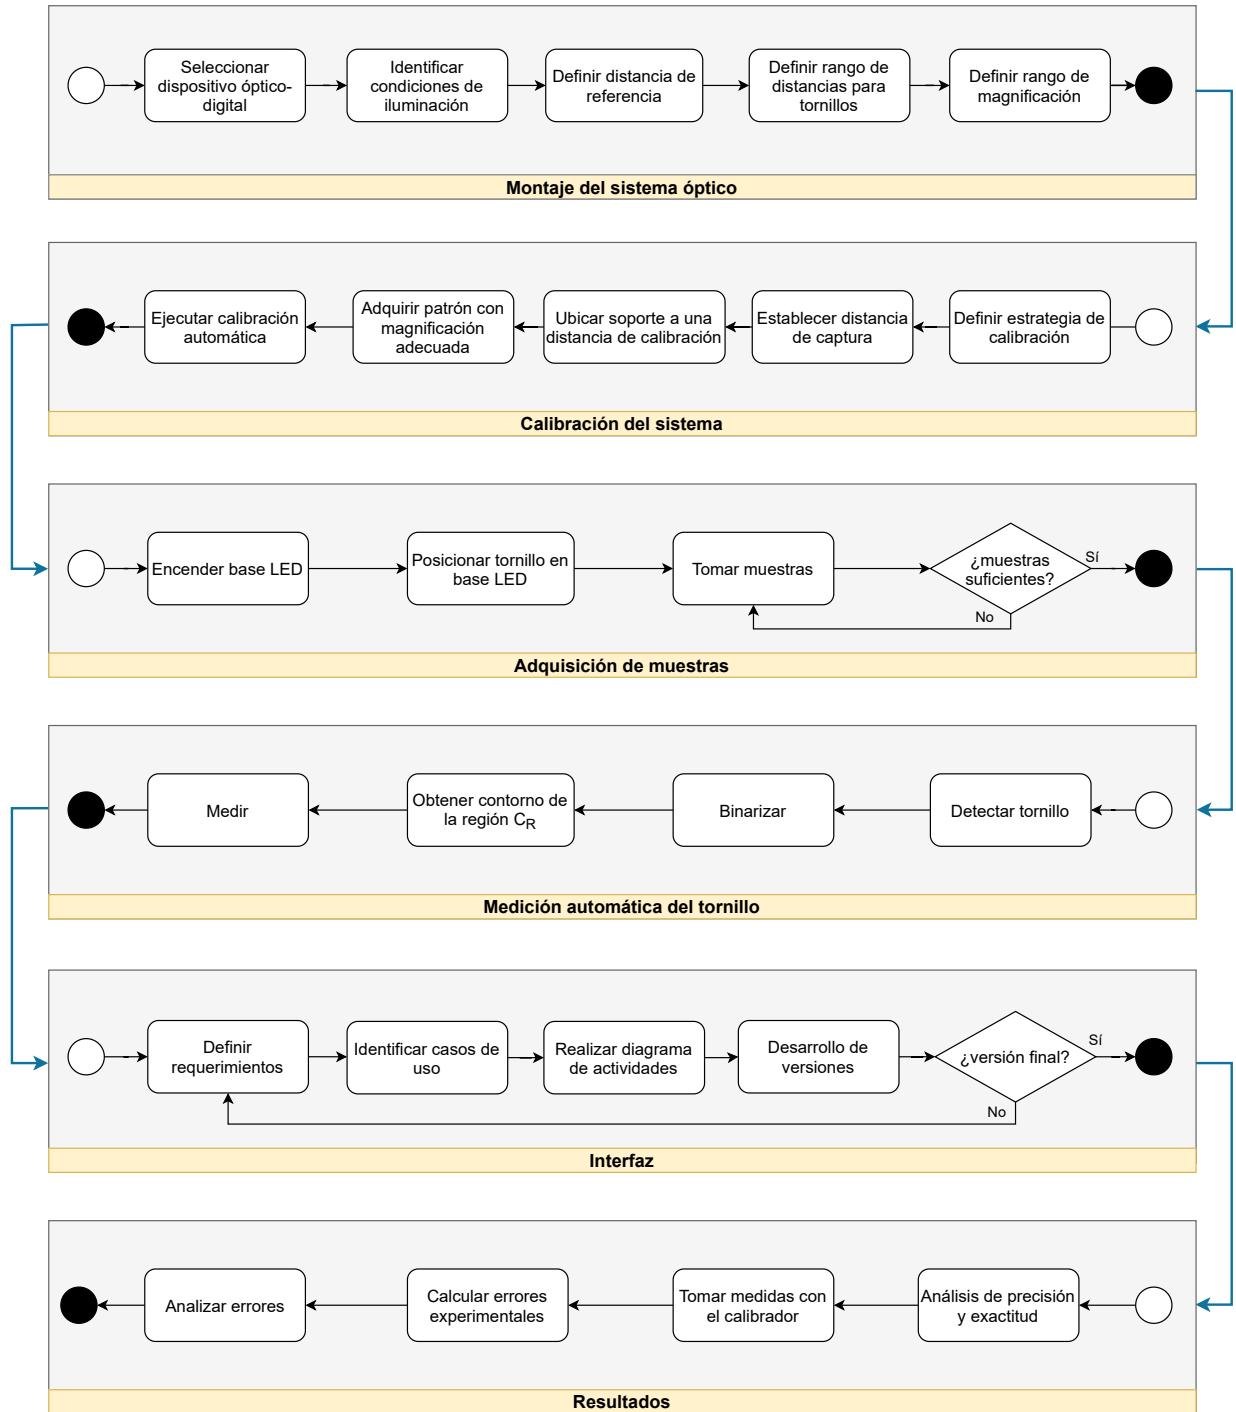 Seleccionar
dispositivo óptico-
digital
Identificar
condiciones de
iluminación
Definir distancia de
referencia
Definir rango de
distancias para
tornillos
Definir rango de
magnificación
Montaje del sistema óptico
Ejecutar calibración
automática
Adquirir patrón con
magnificación
adecuada
Ubicar soporte a una
distancia de calibración
Establecer distancia
de captura
Definir estrategia de
calibración
Calibración del sistema
Encender base LED
Posicionar tornillo en
base LED
Tomar muestras
¿muestras
suficientes?
Sí
No
Adquisición de muestras
Medir
Obtener contorno de
la región CR
Binarizar
Detectar tornillo
Medición automática del tornillo
Definir
requerimientos
Identificar casos de
uso
Realizar diagrama
de actividades
Desarrollo de
versiones
¿versión final?
Sí
No
Interfaz
Analizar errores
Calcular errores
experimentales
Tomar medidas con
el calibrador
Análisis de precisión
y exactitud
Resultados